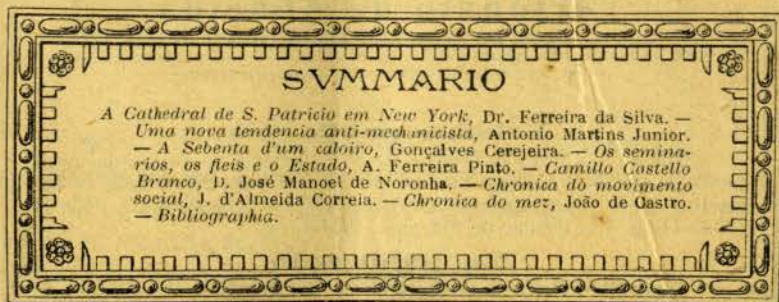 SVMMARIO
A Cathedral de S. Patricio em New York, Dr. Ferreira da Silva. —
Uma nova tendencia anti-mechanicista, Antonio Martins Junior.
— A Sebenta d'um caloiro, Gonçalves Cerejeira. — Os semina-
rios, os fieis e o Estado, A. Ferreira Pinto. — Camillo Castello
Branco, D. José Manoel de Noronha. — Chronica do movimento
social, J. d'Almeida Correia. — Chronica do mez, João de Castro.
— Bibliographia.